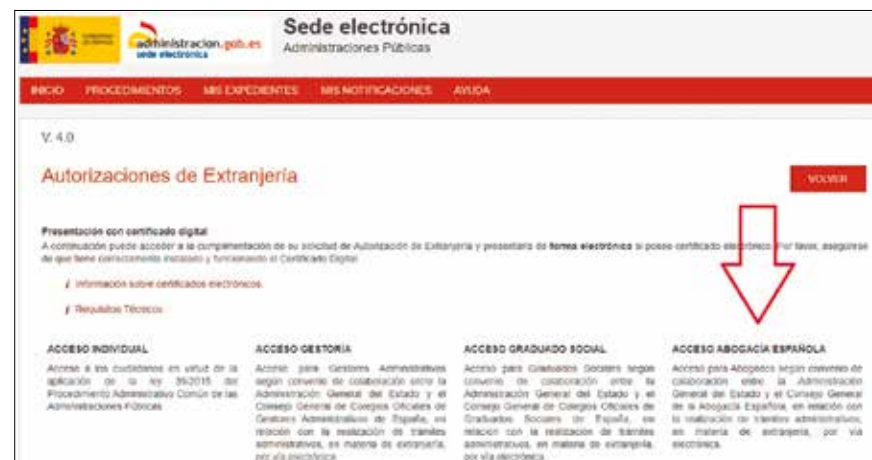 administracion.gob.es
sede electrónica
Sede electrónica
Administraciones Públicas
INICIO PROCEDIMIENTOS MIS EXPEDIENTES MIS NOTIFICACIONES AYUDA
V. 4.0
Autorizaciones de Extranjería
VOLVER
Presentación con certificado digital
A continuación puede acceder a la cumplimentación de su solicitud de Autorización de Extranjería y presentarla de forma electrónica si posee certificado electrónico. Por favor, asegúrese
de que tiene correctamente instalado y funcionando el Certificado Digital
Información sobre certificados electrónicos.
Requisitos Técnicos
ACCESO INDIVIDUAL
Acceso a los ciudadanos en virtud de la
aplicación de la ley 39/2015 del
Procedimiento Administrativo Común de las
Administraciones Públicas
ACCESO GESTORÍA
Acceso para Gestores Administrativos
según convenio de colaboración entre la
Administración General del Estado y el
Consejo General de Colegios Oficiales de
Gestores Administrativos de España, en
relación con la realización de trámites
administrativos, en materia de extranjería,
por vía electrónica
ACCESO GRADUADO SOCIAL
Acceso para Graduados Sociales según
convenio de colaboración entre la
Administración General del Estado y el
Consejo General de Colegios Oficiales de
Graduados Sociales de España, en
relación con la realización de trámites
administrativos, en materia de extranjería,
por vía electrónica
ACCESO ABOGACÍA ESPAÑOLA
Acceso para Abogados según convenio de
colaboración entre la Administración
General del Estado y el Consejo General
de la Abogacía Española, en relación con
la realización de trámites administrativos,
en materia de extranjería, por vía
electrónica.